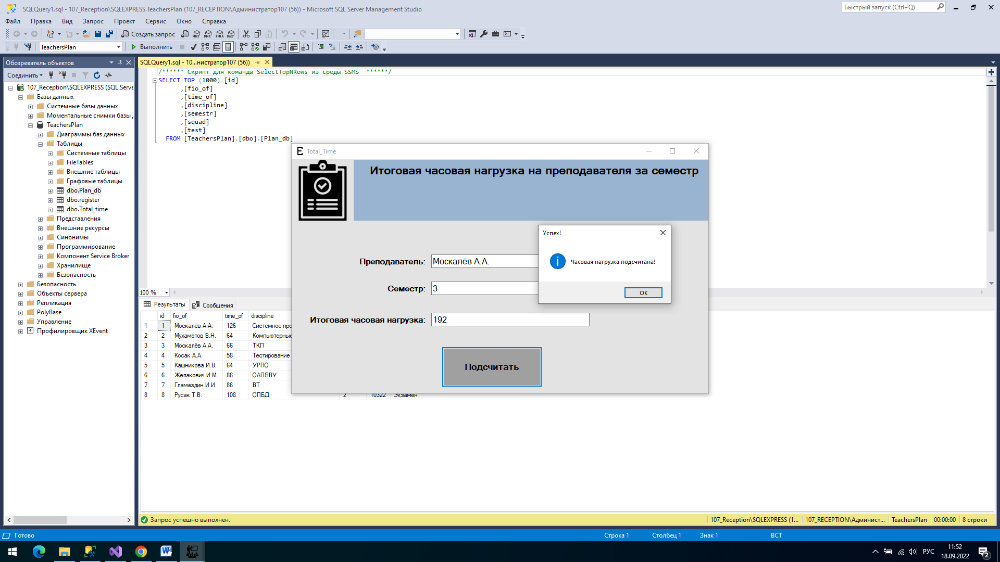 SQLQuery1.sql - 107_Reception\SQLEXPRESS.TeachersPlan (107_RECEPTION\Администратор107 (56)) - Microsoft SQL Server Management Studio
Быстрый запуск (Ctrl+Q)
Файл Правка Вид Запрос Проект Сервис Окно Справка
Создать запрос MDX DMX XMLA DAX
TeachersPlan Выполнить
Обозреватель объектов
Соединить
107_Reception\SQLEXPRESS (SQL Serve
Базы данных
Системные базы данных
Моментальные снимки базы
TeachersPlan
Диаграммы баз данных
Таблицы
Системные таблицы
FileTables
Внешние таблицы
Графовые таблицы
dbo.Plan_db
dbo.register
dbo.Total_time
Представления
Внешние ресурсы
Синонимы
Программирование
Компонент Service Broker
Хранилище
Безопасность
Безопасность
Объекты сервера
Репликация
PolyBase
Управление
Профилировщик XEvent
SQLQuery1.sql - 10...нистратор107 (56))
/****** Скрипт для команды SelectTopNRows из среды SSMS ******/
SELECT TOP (1000) [id]
,[fio_of]
,[time_of]
,[discipline]
,[semestr]
,[squad]
,[test]
FROM [TeachersPlan].[dbo].[Plan_db]
100 %
Результаты Сообщения
id fio_of time_of discipline
1 1 Москалёв А.А. 126 Системное про
2 2 Мухаметов В.Н. 64 Компьютерные
3 3 Москалёв А.А. 66 ТКП
4 4 Косак А.А. 58 Тестирование
5 5 Кашникова И.В. 64 УРПО
6 6 Желакович И.М. 86 ОАПЯВУ
7 7 Гламаздин И.И. 86 ВТ
8 8 Русак Т.В. 108 ОПБД 2 10322 Экзамен
E Total_Time
Итоговая часовая нагрузка на преподавателя за семестр
Преподаватель: Москалёв А.А.
Семестр: 3
Итоговая часовая нагрузка: 192
Подсчитать
Успех!
Часовая нагрузка подсчитана!
OK
Запрос успешно выполнен.
107_Reception\SQLEXPRESS (1... 107_RECEPTION\Админист... TeachersPlan 00:00:00 8 строки
Готово Строка 1 Столбец 1 Знак 1 ВСТ
РУС 11:52
18.09.2022
2